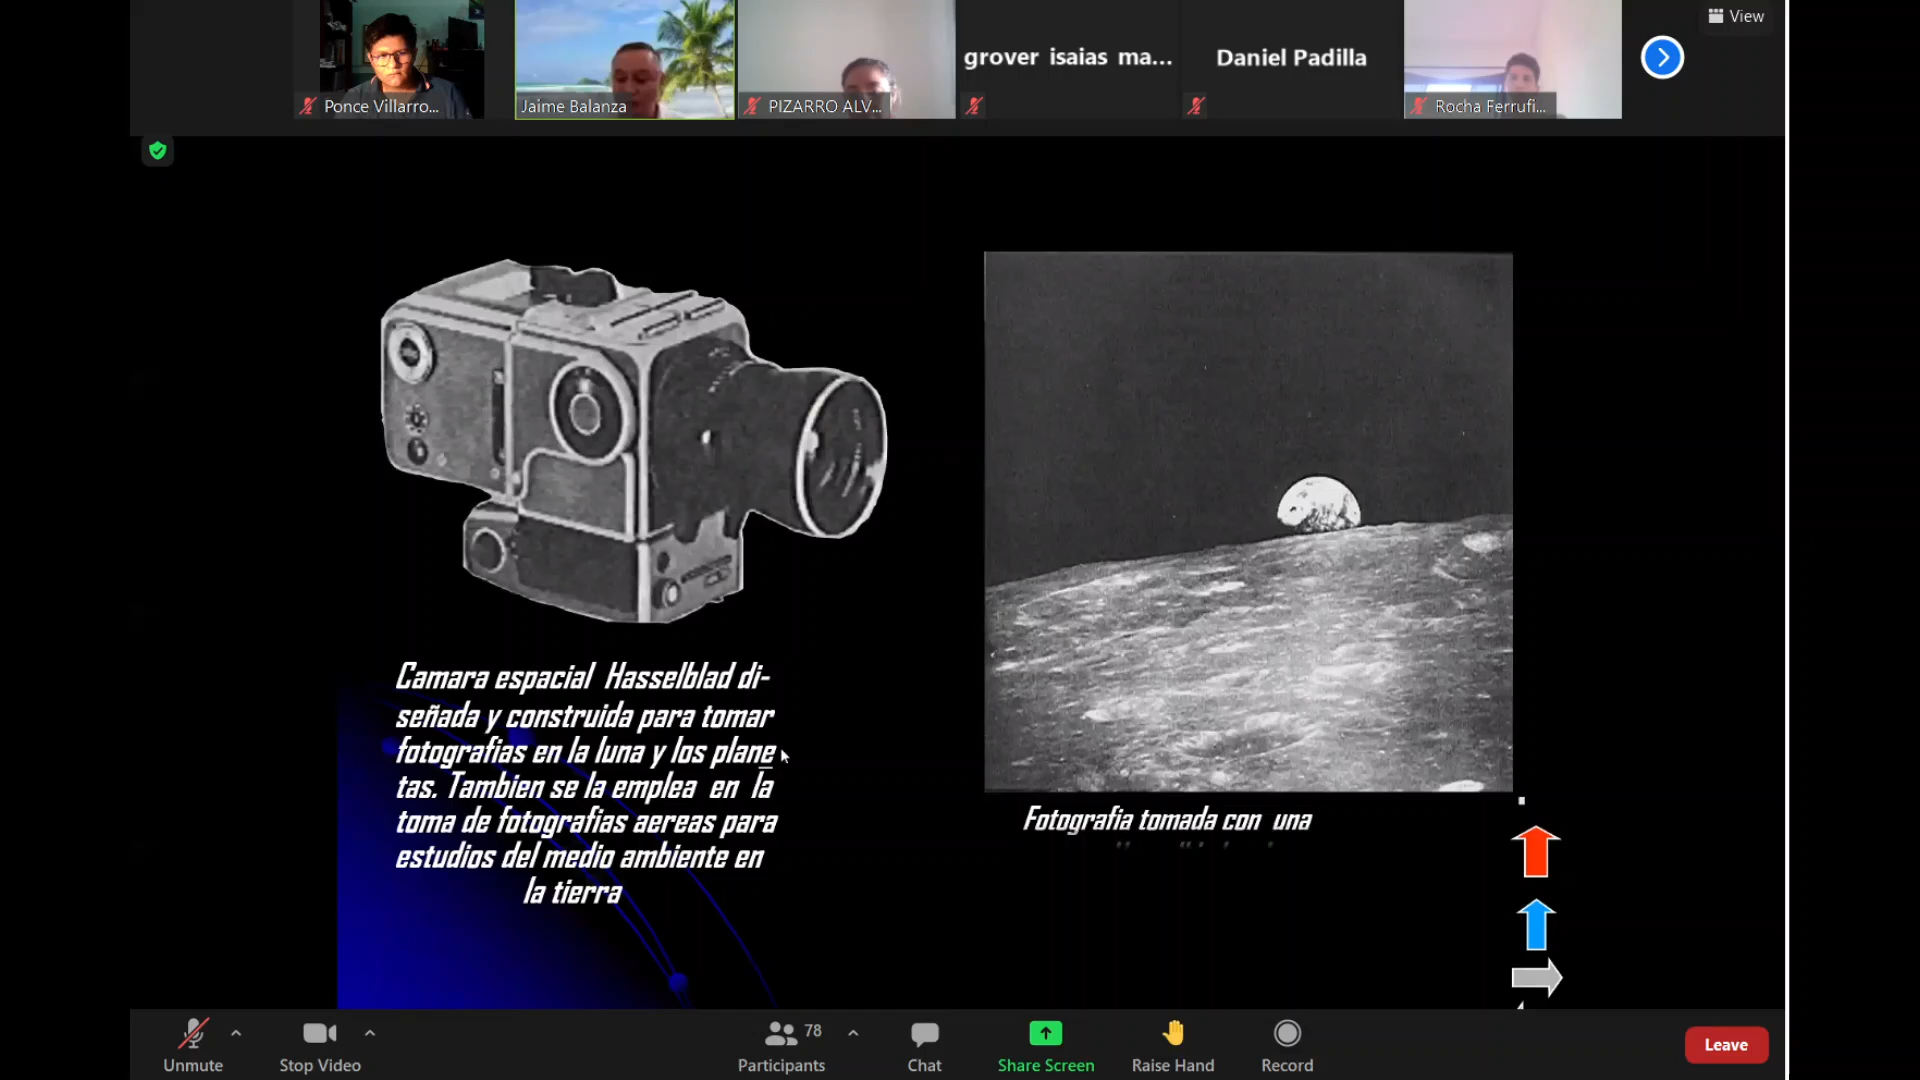 View
grover isaias ma...
Daniel Padilla
Ponce Villarro...
Jaime Balanza
PIZARRO ALV...
Rocha Ferrufi...
Camara espacial Hasselblad di-
señada y construida para tomar
fotografias en la luna y los plane
tas. Tambien se la emplea en la
toma de fotografias aereas para
estudios del medio ambiente en
la tierra
Fotografia tomada con una
78
Unmute
Stop Video
Participants
Chat
Share Screen
Raise Hand
Record
Leave